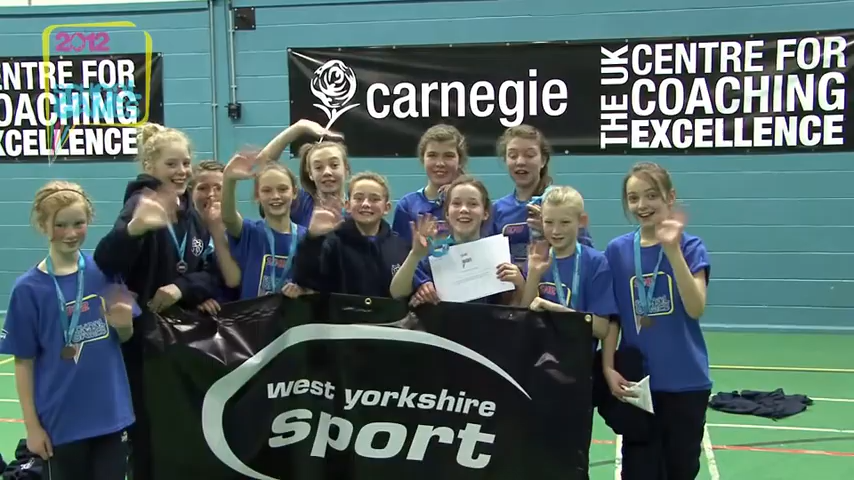 2012
CENTRE FOR
COACHING
EXCELLENCE
carnegie
THE UK
CENTRE FOR
COACHING
EXCELLENCE
west yorkshire
sport